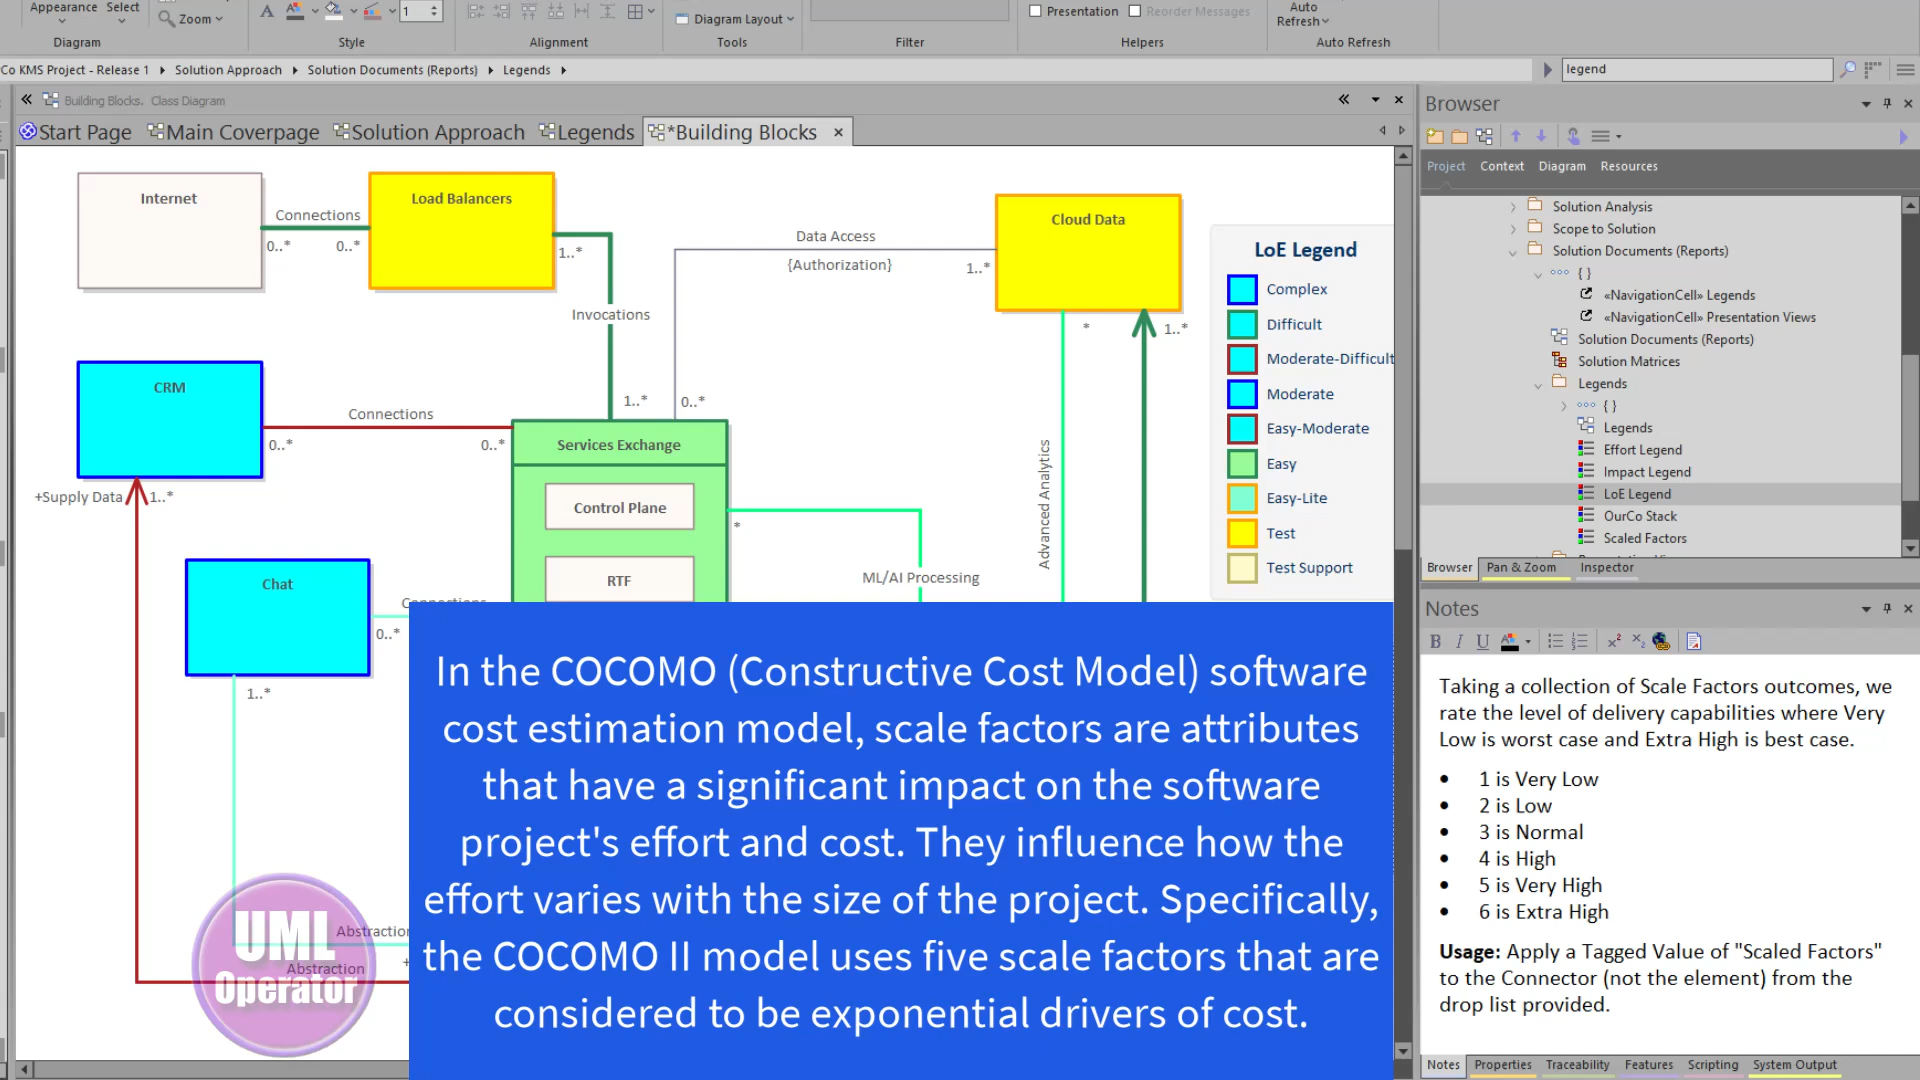 Appearance
Select
Zoom
1
Diagram Layout
Presentation
Reorder Messages
Auto
Refresh
Diagram
Style
Alignment
Tools
Filter
Helpers
Auto Refresh
Co KMS Project - Release 1
Solution Approach
Solution Documents (Reports)
Legends
legend
Building Blocks. Class Diagram
Start Page
Main Coverpage
Solution Approach
Legends
*Building Blocks
Internet
Connections
0..*
0..*
Load Balancers
1..*
Invocations
1..*
Data Access
{Authorization}
1..*
0..*
Cloud Data
*
1..*
LoE Legend
Complex
Difficult
Moderate-Difficult
Moderate
Easy-Moderate
Easy
Easy-Lite
Test
Test Support
CRM
Connections
0..*
0..*
+Supply Data
1..*
Services Exchange
Control Plane
RTF
*
ML/AI Processing
Advanced Analytics
Chat
Connections
0..*
1..*
Abstraction
Abstraction
+
UML
Operator
In the COCOMO (Constructive Cost Model) software
cost estimation model, scale factors are attributes
that have a significant impact on the software
project's effort and cost. They influence how the
effort varies with the size of the project. Specifically,
the COCOMO II model uses five scale factors that are
considered to be exponential drivers of cost.
Browser
Project
Context
Diagram
Resources
Solution Analysis
Scope to Solution
Solution Documents (Reports)
{ }
«NavigationCell» Legends
«NavigationCell» Presentation Views
Solution Documents (Reports)
Solution Matrices
Legends
{ }
Legends
Effort Legend
Impact Legend
LoE Legend
OurCo Stack
Scaled Factors
Browser
Pan & Zoom
Inspector
Notes
B I U
Taking a collection of Scale Factors outcomes, we
rate the level of delivery capabilities where Very
Low is worst case and Extra High is best case.
• 1 is Very Low
• 2 is Low
• 3 is Normal
• 4 is High
• 5 is Very High
• 6 is Extra High
Usage: Apply a Tagged Value of "Scaled Factors"
to the Connector (not the element) from the
drop list provided.
Notes
Properties
Traceability
Features
Scripting
System Output